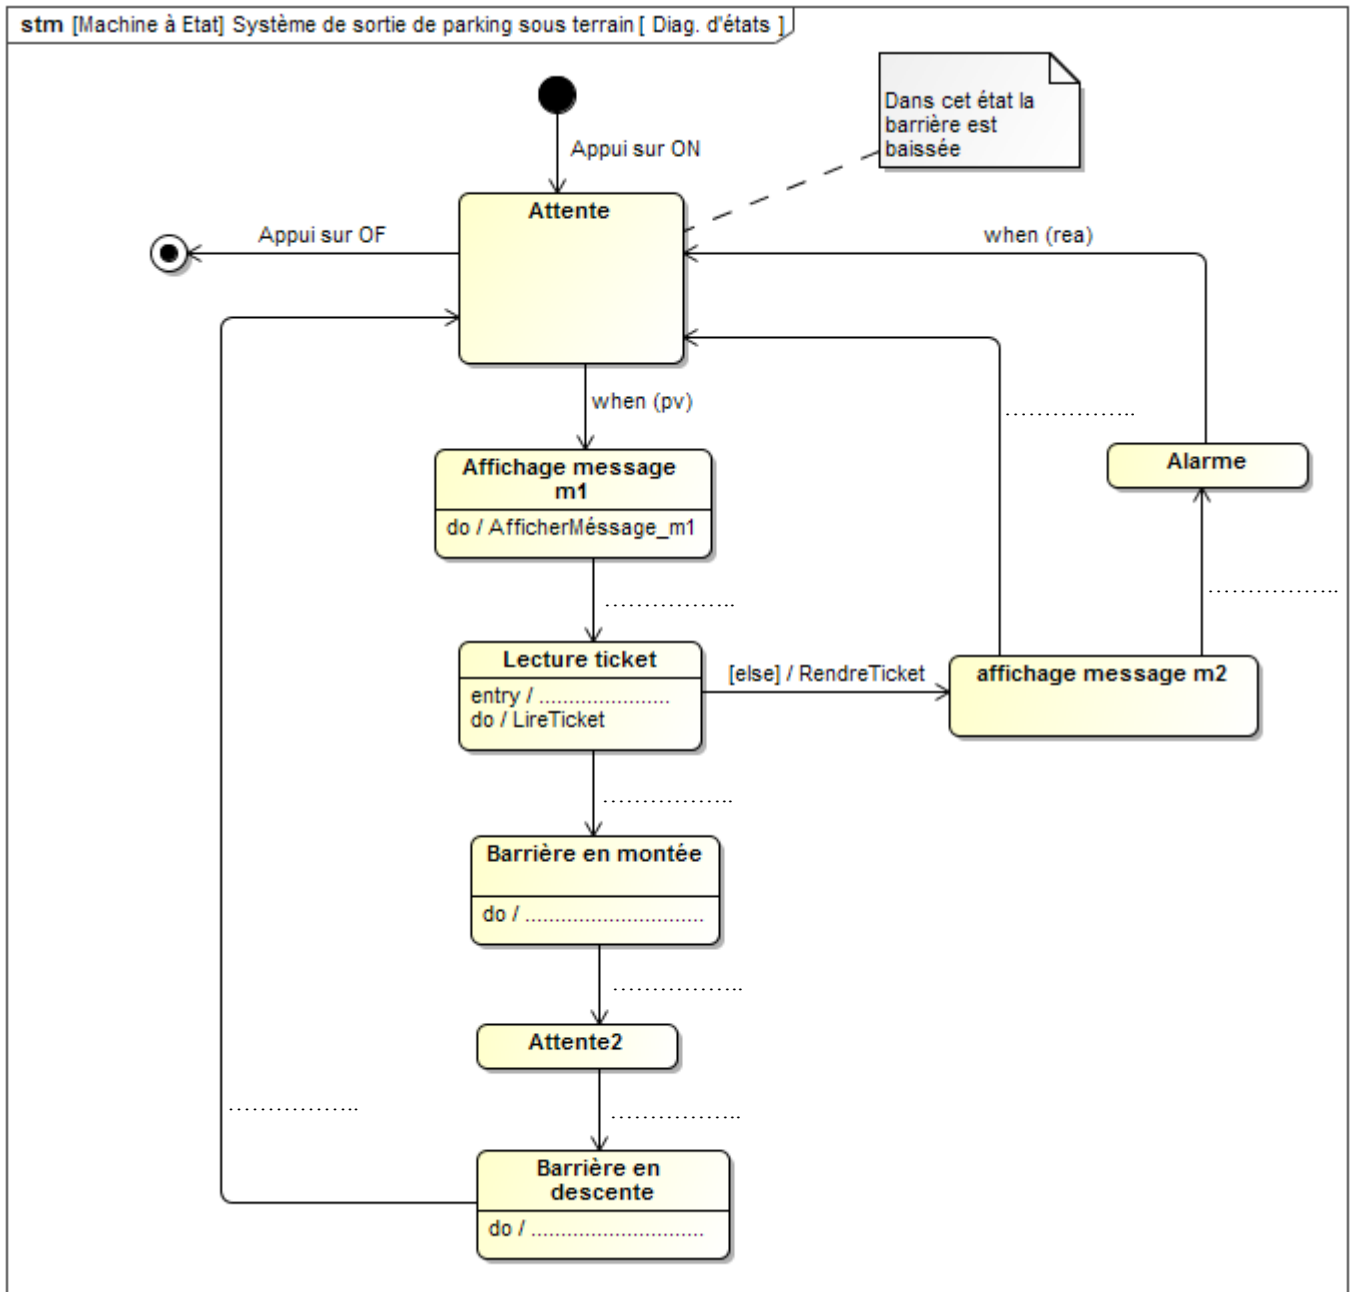 stm [Machine à Etat] Système de sortie de parking sous terrain [ Diag. d'états ]
Dans cet état la
barrière est
baissée
Appui sur ON
Attente
Appui sur OF
when (rea)
when (pv)
.................
Affichage message
m1
do / AfficherMéssage_m1
Alarme
.................
.................
Lecture ticket
entry / ......................
do / LireTicket
[else] / RendreTicket
affichage message m2
.................
Barrière en montée
do / ..............................
.................
Attente2
.................
.................
Barrière en
descente
do / .............................